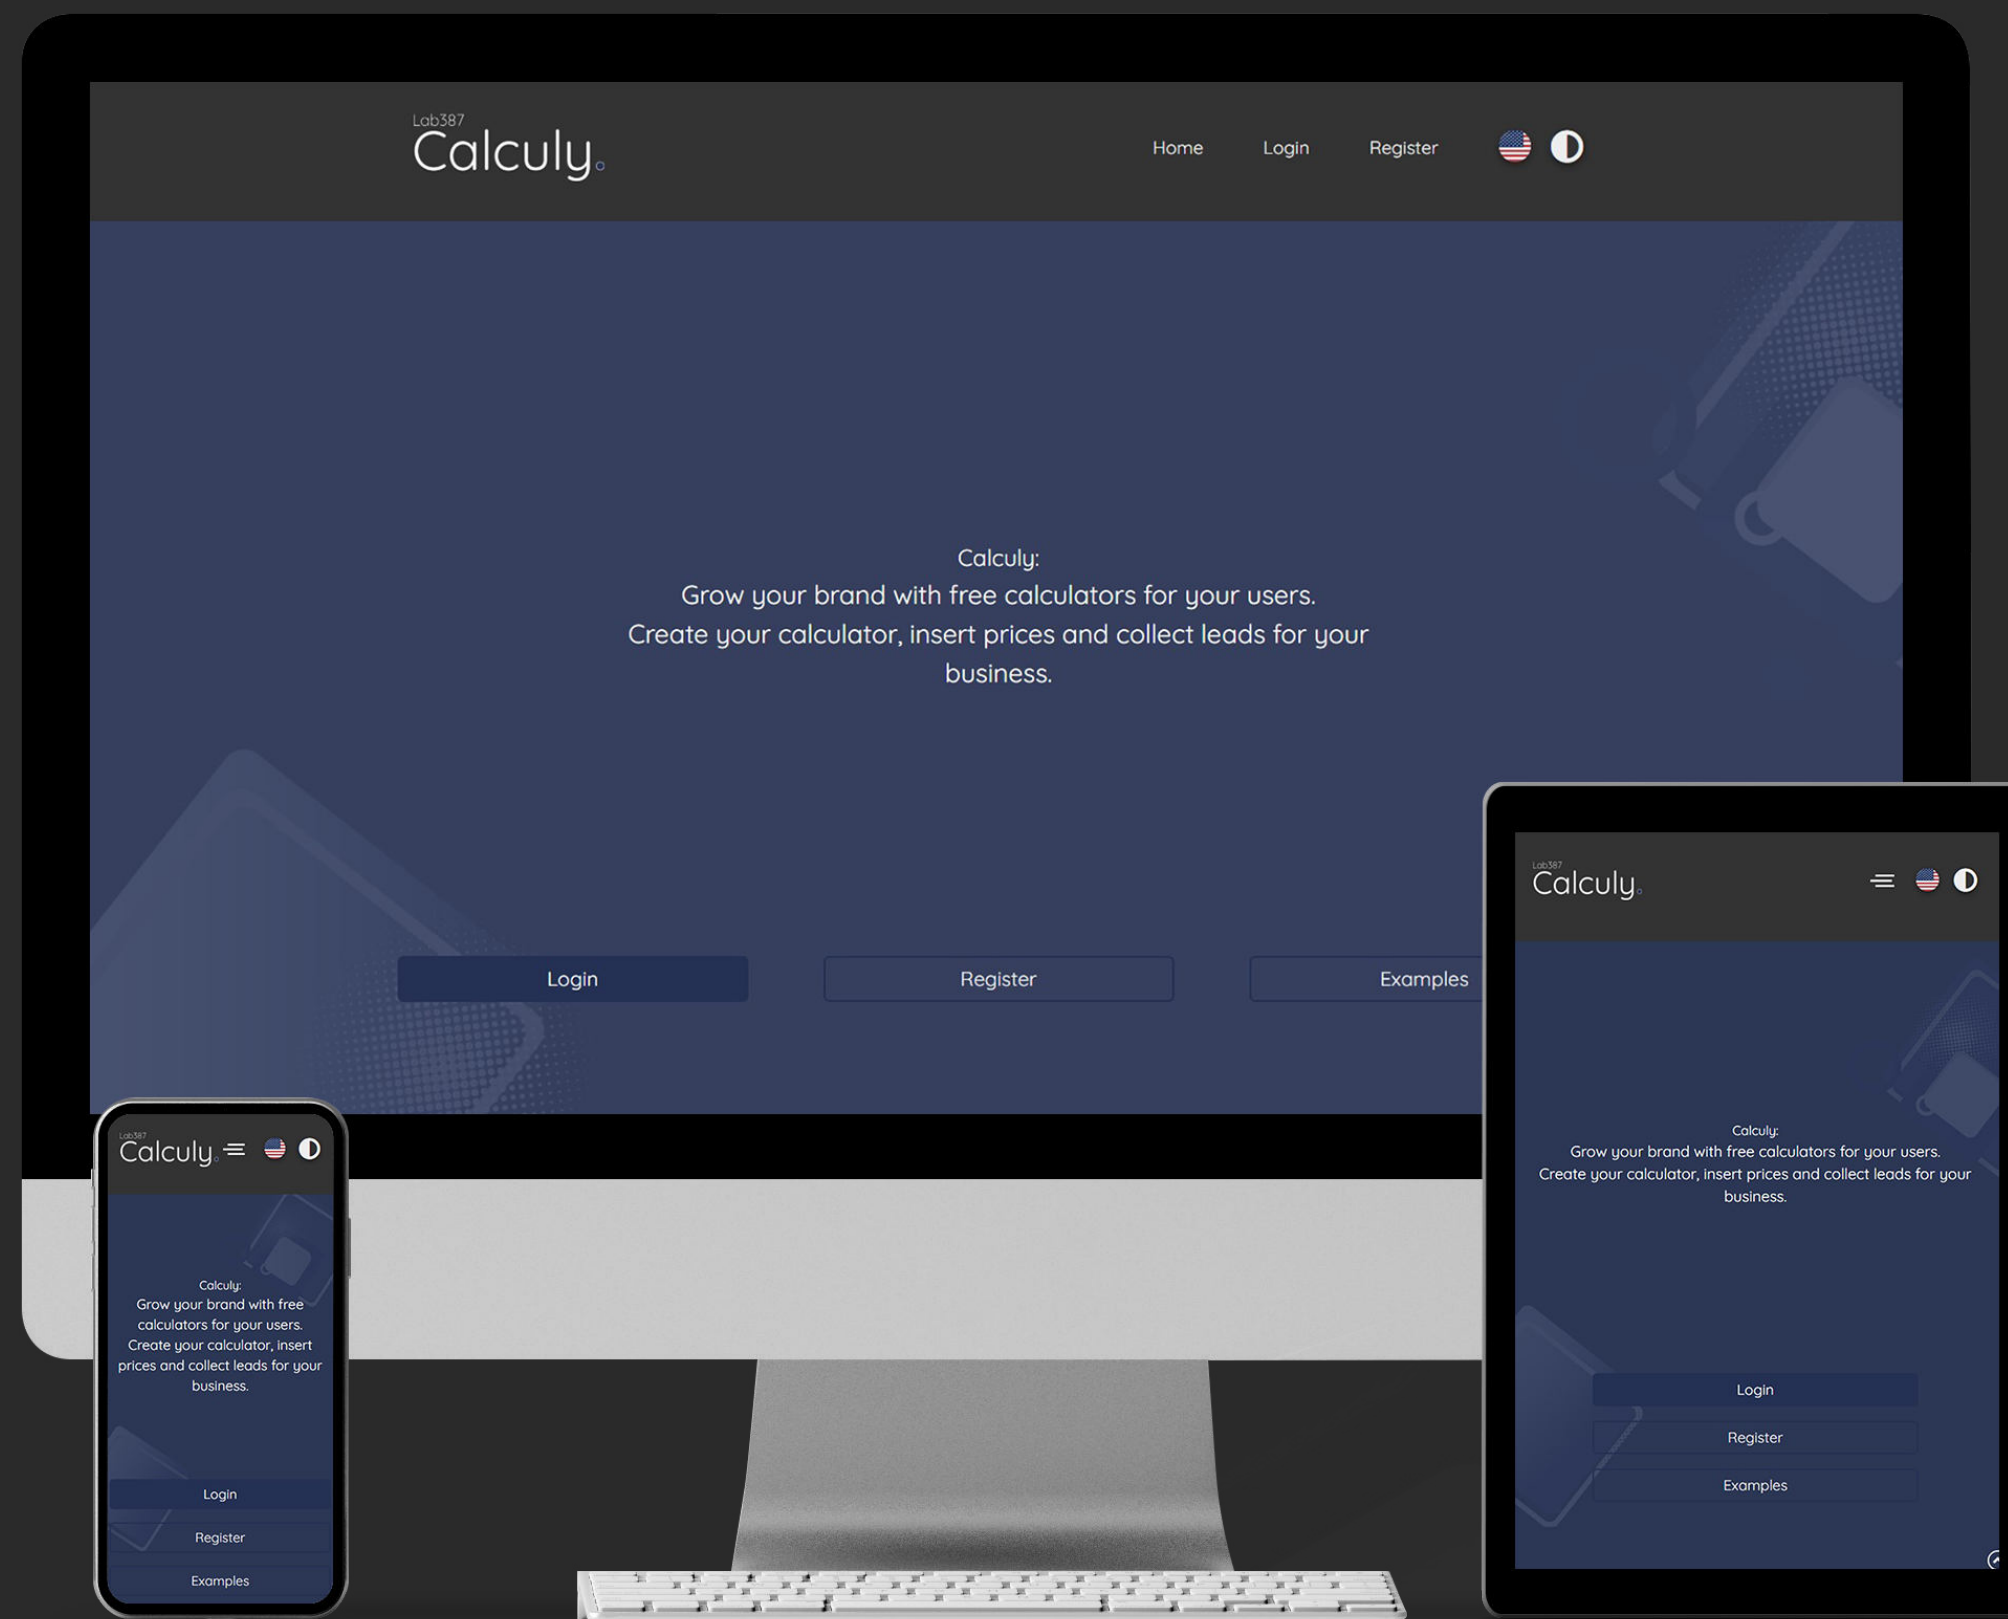 Lab387
Calculy
Home Login Register
Calculy:
Grow your brand with free calculators for your users.
Create your calculator, insert prices and collect leads for your
business.
Login Register Examples
Lab387
Calculy
Calculy:
Grow your brand with free calculators for your users.
Create your calculator, insert prices and collect leads for your
business.
Login
Register
Examples
Lab387
Calculy
Calculy:
Grow your brand with free
calculators for your users.
Create your calculator, insert
prices and collect leads for your
business.
Login
Register
Examples